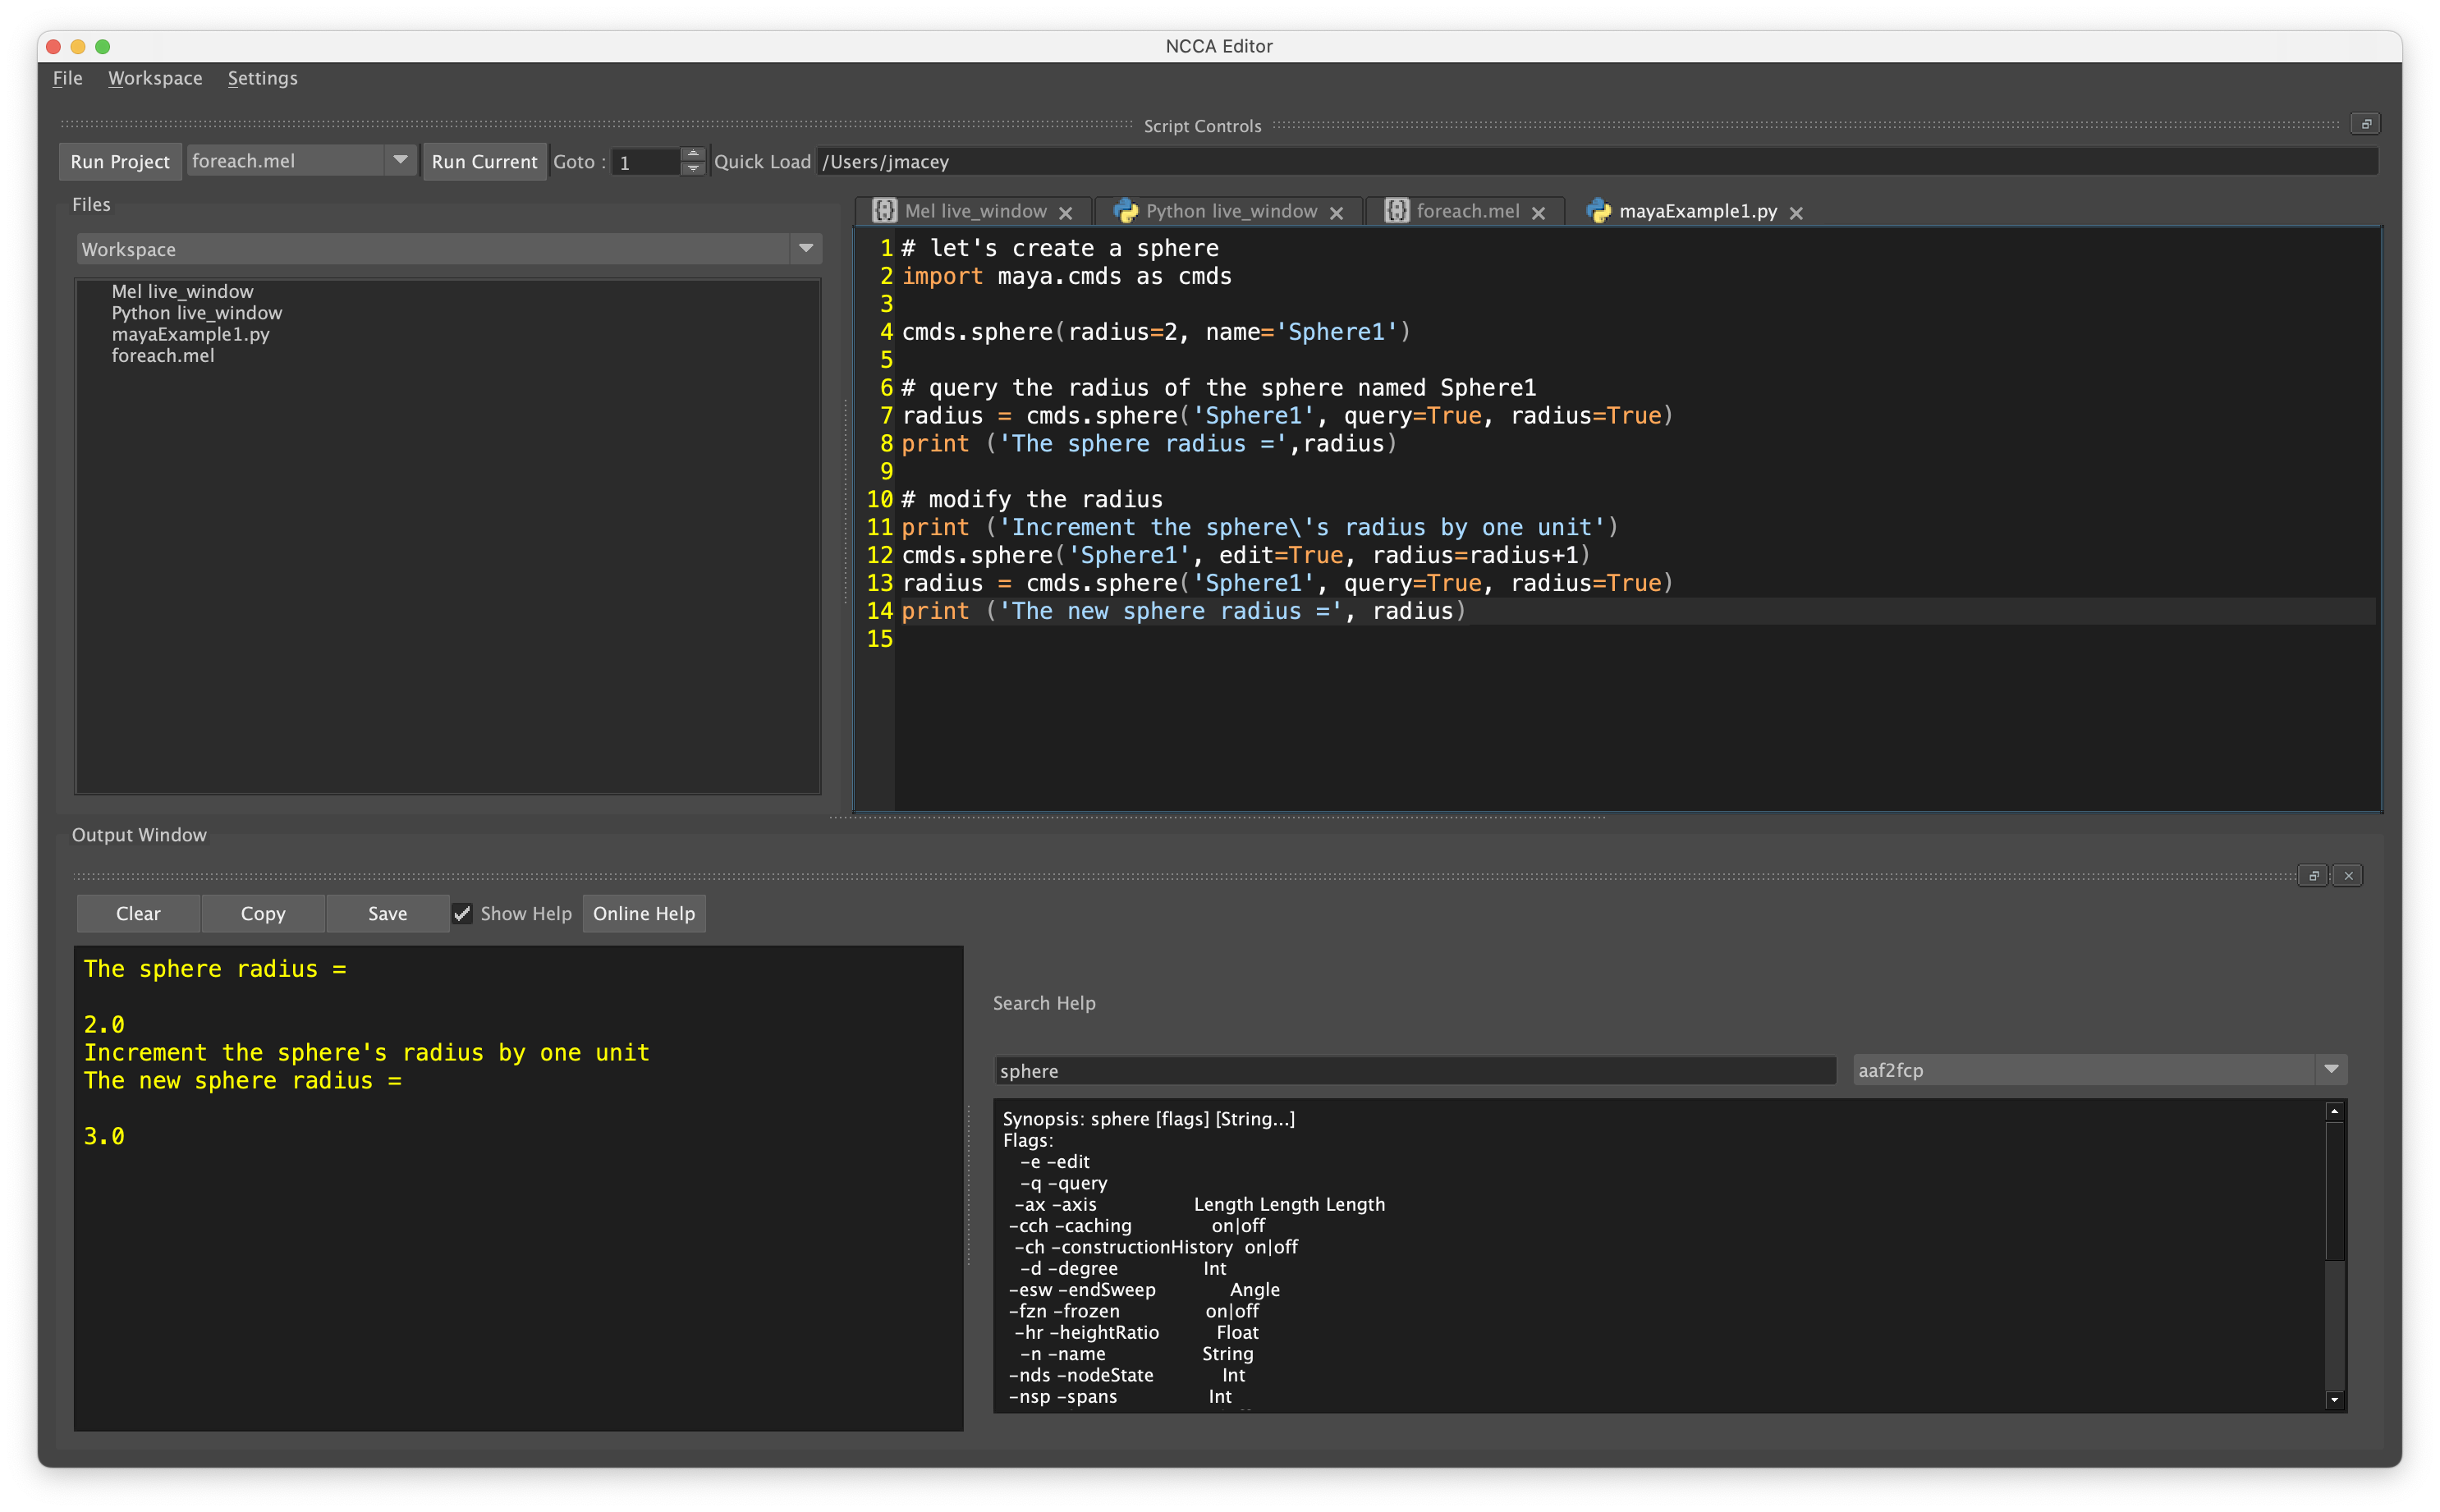 NCCA Editor
File Workspace Settings
Script Controls
Run Project foreach.mel Run Current Goto : 1 Quick Load /Users/jmacey
Files
Workspace
Mel live_window
Python live_window
mayaExample1.py
foreach.mel
Mel live_window Python live_window foreach.mel mayaExample1.py
1 # let's create a sphere
2 import maya.cmds as cmds
3
4 cmds.sphere(radius=2, name='Sphere1')
5
6 # query the radius of the sphere named Sphere1
7 radius = cmds.sphere('Sphere1', query=True, radius=True)
8 print ('The sphere radius =',radius)
9
10 # modify the radius
11 print ('Increment the sphere\'s radius by one unit')
12 cmds.sphere('Sphere1', edit=True, radius=radius+1)
13 radius = cmds.sphere('Sphere1', query=True, radius=True)
14 print ('The new sphere radius =', radius)
15
Output Window
Clear Copy Save Show Help Online Help
The sphere radius =
2.0
Increment the sphere's radius by one unit
The new sphere radius =
3.0
Search Help
sphere aaf2fcp
Synopsis: sphere [flags] [String...]
Flags:
-e -edit
-q -query
-ax -axis Length Length Length
-cch -caching on|off
-ch -constructionHistory on|off
-d -degree Int
-esw -endSweep Angle
-fzn -frozen on|off
-hr -heightRatio Float
-n -name String
-nds -nodeState Int
-nsp -spans Int